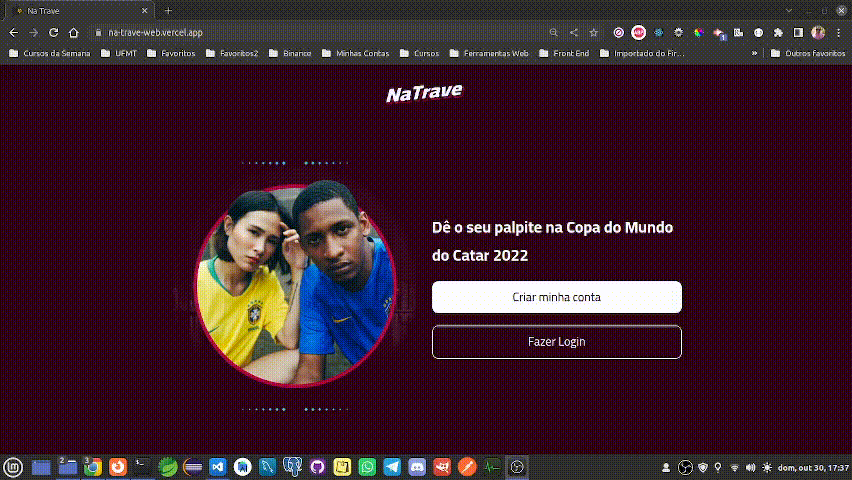 Na Trave
na-trave-web.vercel.app
Cursos da Semana UFMT Favoritos Favoritos2 Binance Minhas Contas Cursos Ferramentas Web Front End Importado do Fir... » Outros favoritos
NaTrave
Dê o seu palpite na Copa do Mundo
do Catar 2022
Criar minha conta
Fazer Login
dom, out 30, 17:37